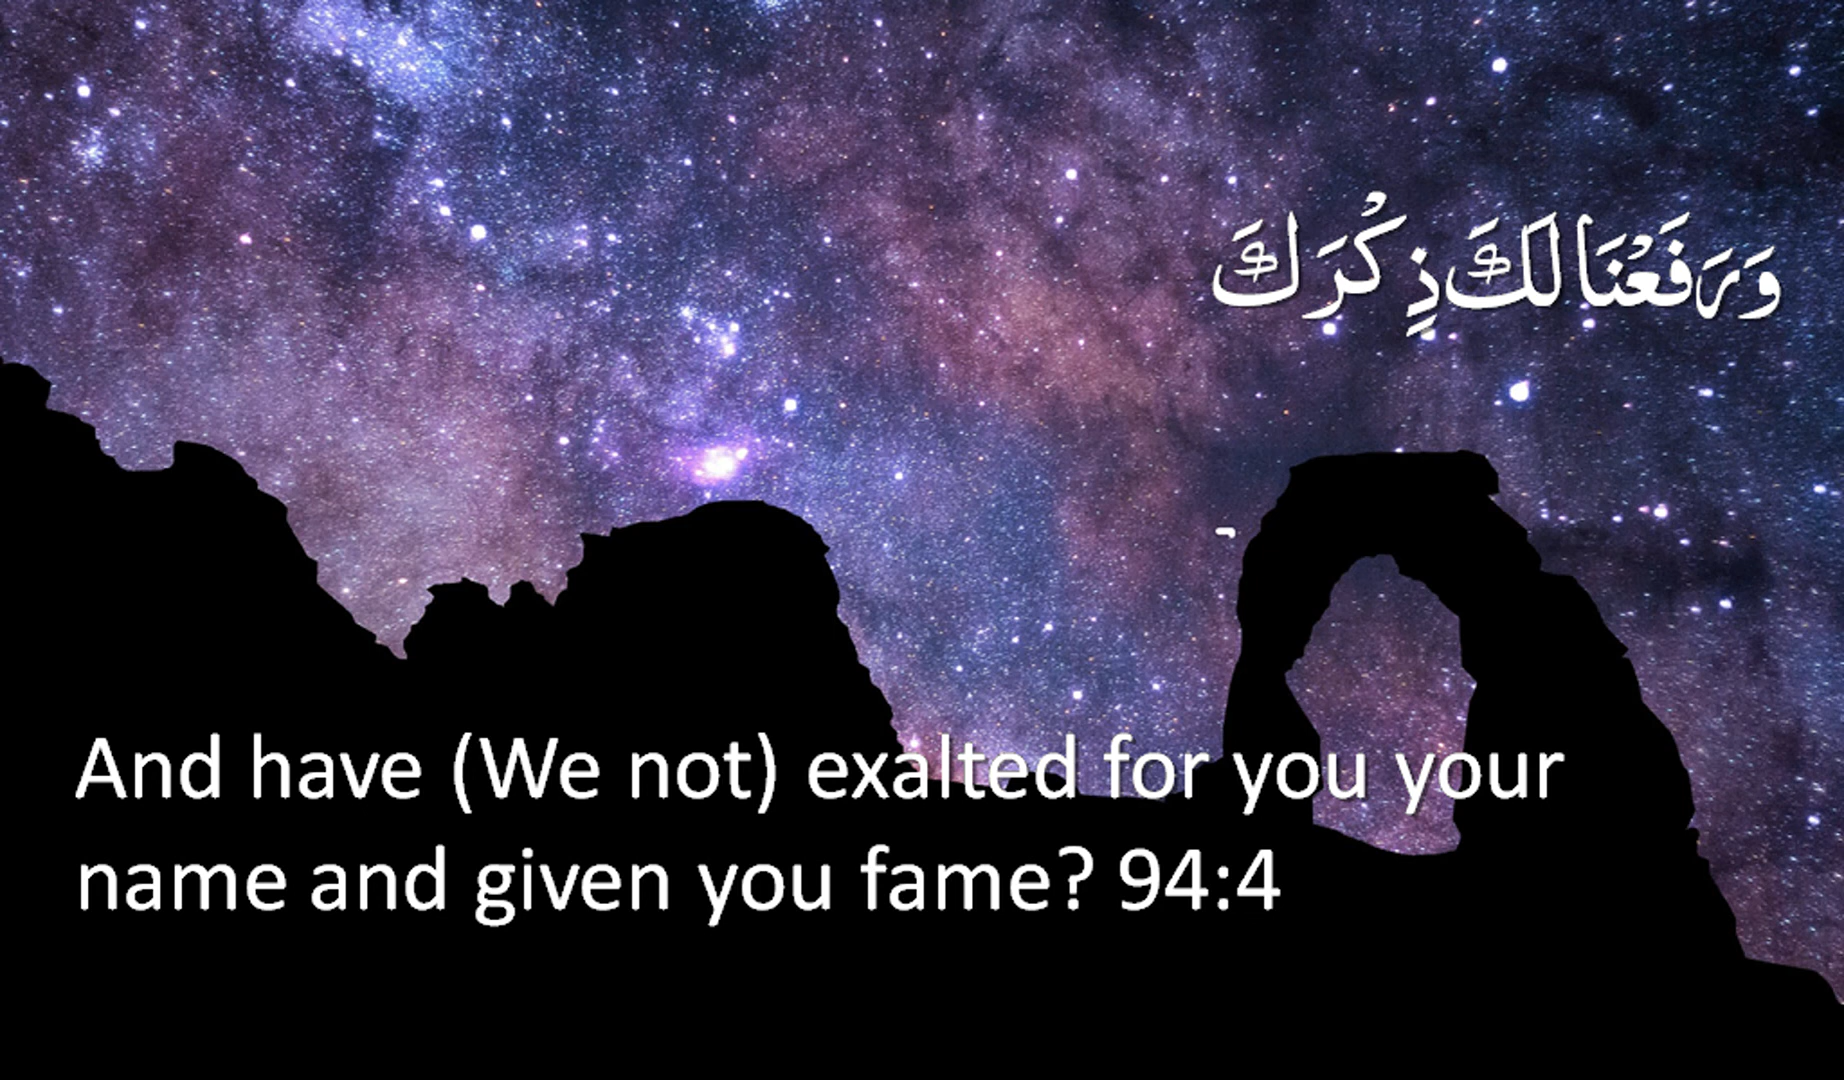 وَرَفَعْنَا لَكَ ذِكْرَكَ
And have (We not) exalted for you your
name and given you fame? 94:4